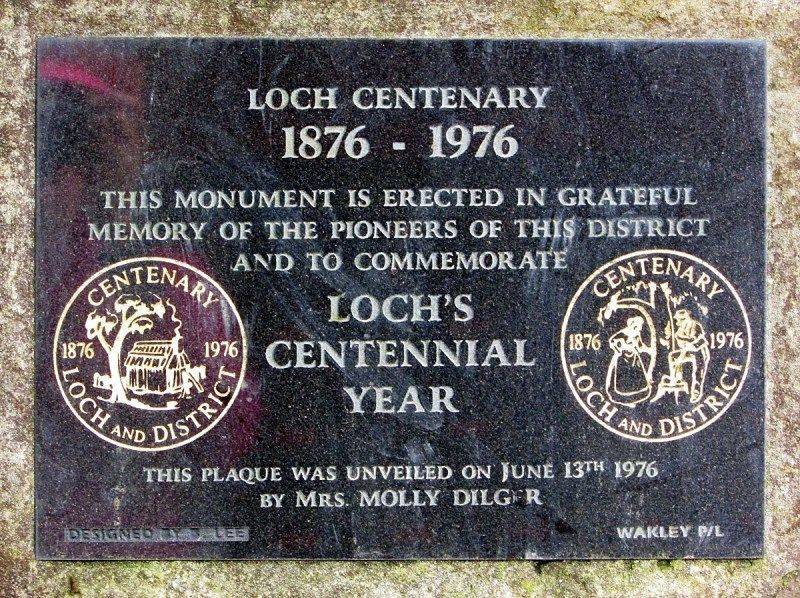 LOCH CENTENARY
1876 - 1976
THIS MONUMENT IS ERECTED IN GRATEFUL
MEMORY OF THE PIONEERS OF THIS DISTRICT
AND TO COMMEMORATE
LOCH'S
CENTENNIAL
YEAR
CENTENARY
1876 1976
LOCH AND DISTRICT
CENTENARY
1876 1976
LOCH AND DISTRICT
THIS PLAQUE WAS UNVEILED ON JUNE 13TH 1976
BY MRS. MOLLY DILGER
DESIGNED BY LEE
WAKLEY P/L